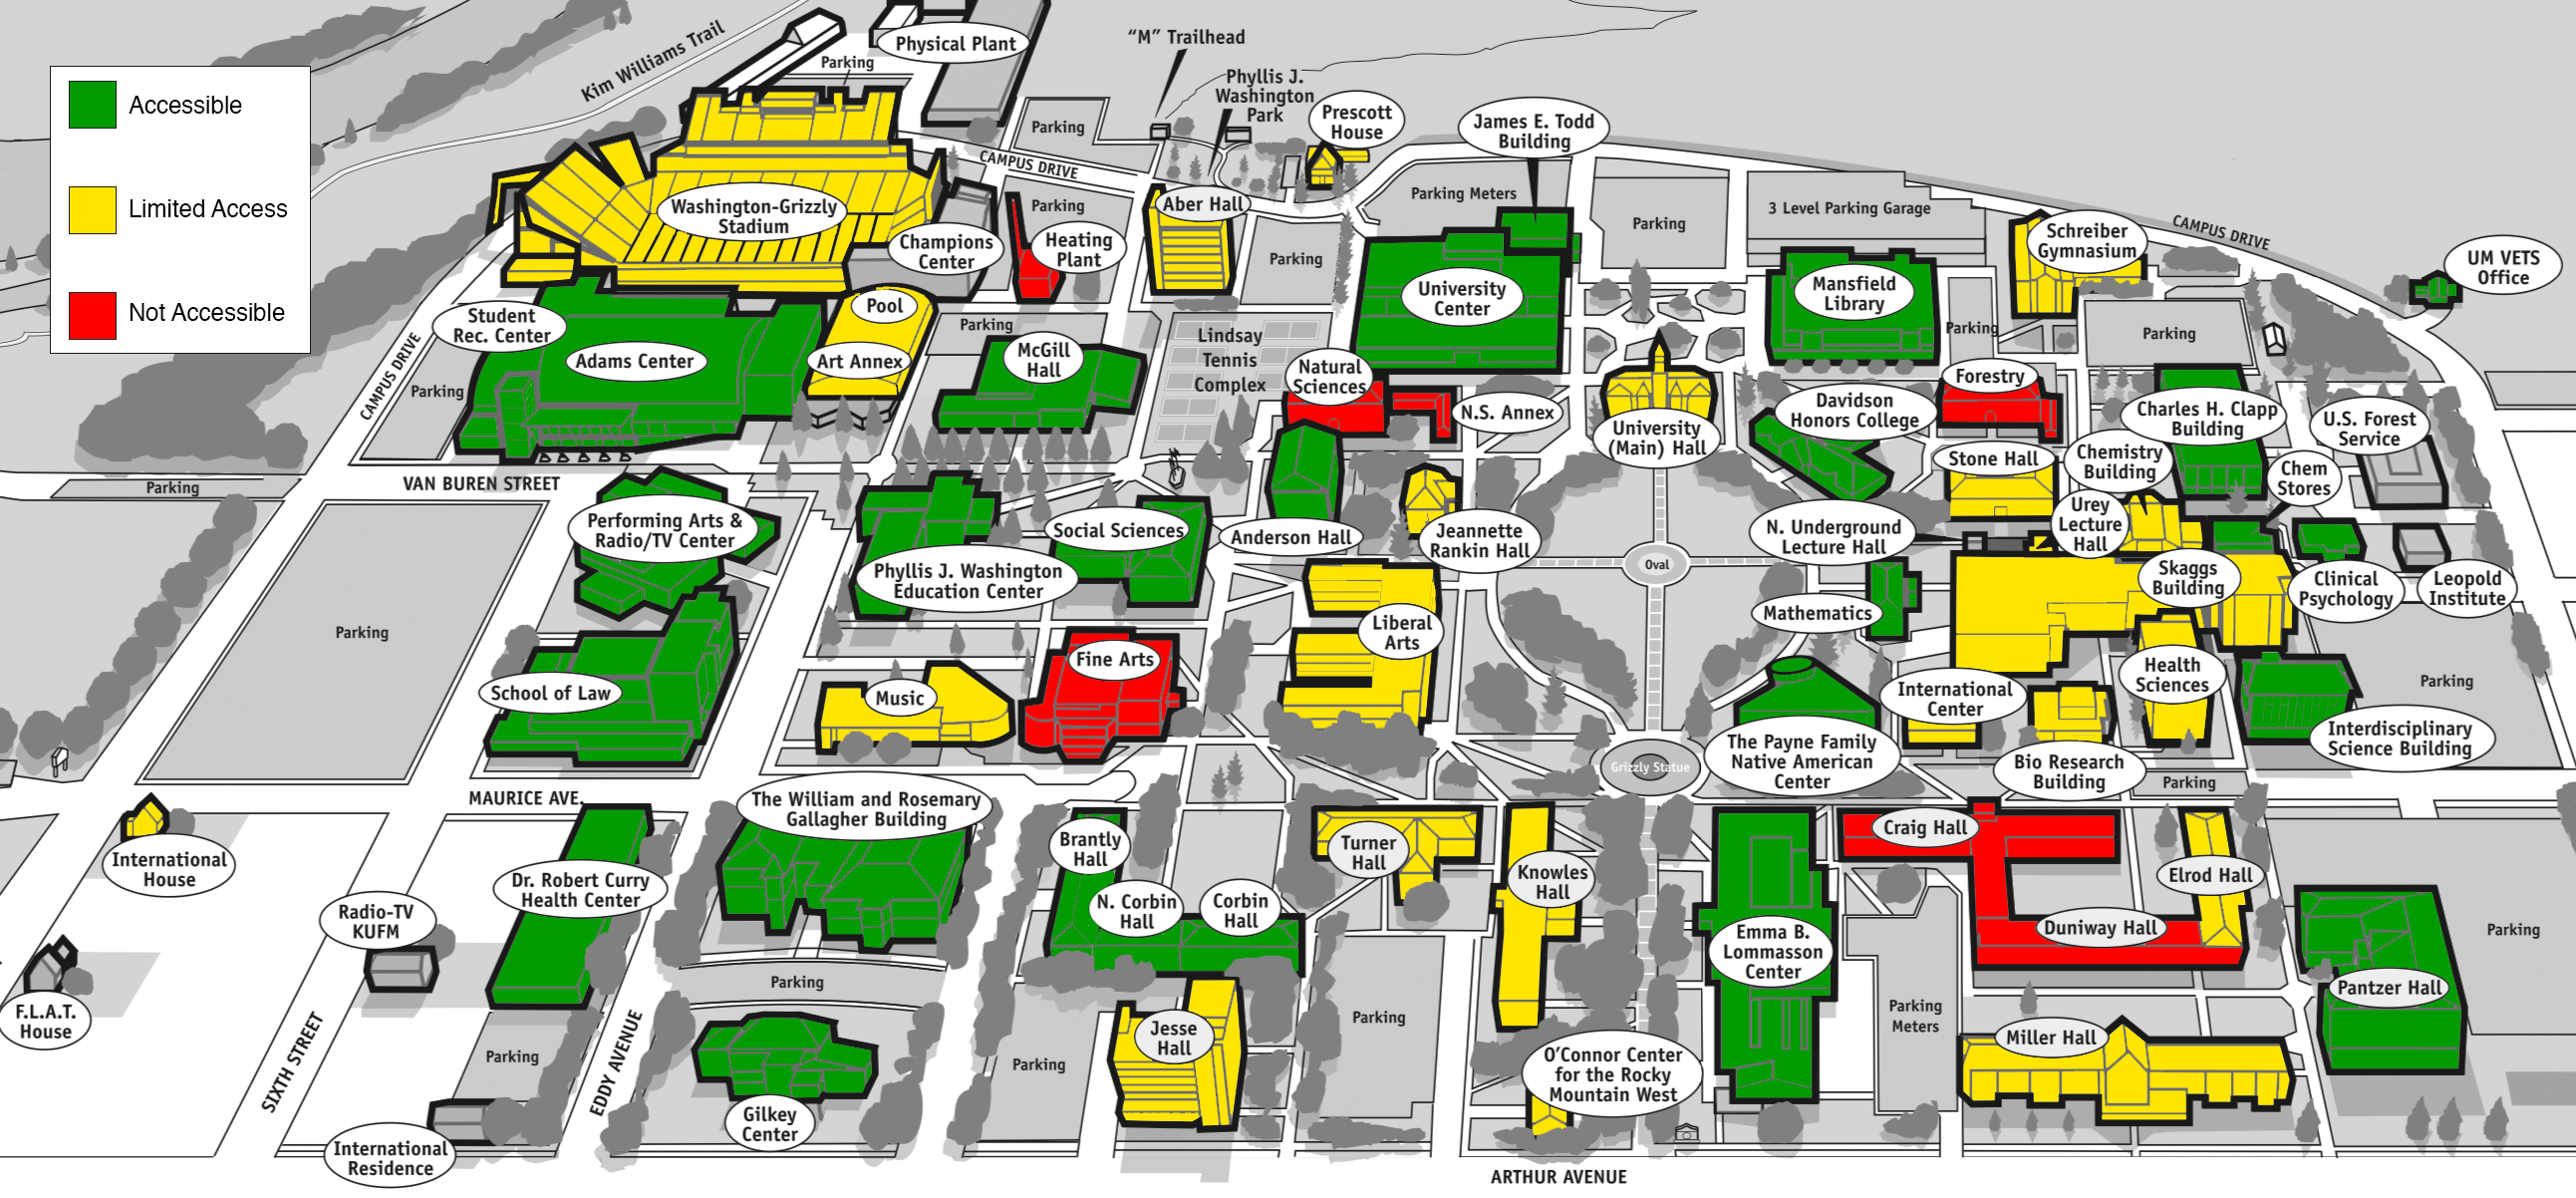 Accessible
Limited Access
Not Accessible
Kim Williams Trail
Physical Plant
Parking
"M" Trailhead
Phyllis J.
Washington
Park
Prescott
House
James E. Todd
Building
Parking
CAMPUS DRIVE
Washington-Grizzly
Stadium
Champions
Center
Parking
Heating
Plant
Aber Hall
Parking
Parking Meters
University
Center
Parking
3 Level Parking Garage
Mansfield
Library
Schreiber
Gymnasium
CAMPUS DRIVE
UM VETS
Office
Student
Rec. Center
Adams Center
Pool
Art Annex
Parking
McGill
Hall
Lindsay
Tennis
Complex
Natural
Sciences
N.S. Annex
University
(Main) Hall
Davidson
Honors College
Parking
Forestry
Parking
Charles H. Clapp
Building
U.S. Forest
Service
CAMPUS DRIVE
Parking
Parking
VAN BUREN STREET
Performing Arts &
Radio/TV Center
Social Sciences
Phyllis J. Washington
Education Center
Anderson Hall
Jeannette
Rankin Hall
Stone Hall
Chemistry
Building
Chem
Stores
N. Underground
Lecture Hall
Urey
Lecture
Hall
Oval
Skaggs
Building
Clinical
Psychology
Leopold
Institute
Mathematics
Liberal
Arts
Parking
School of Law
Music
Fine Arts
International
Center
Health
Sciences
Parking
Interdisciplinary
Science Building
The Payne Family
Native American
Center
Grizzly Statue
Bio Research
Building
Parking
MAURICE AVE.
The William and Rosemary
Gallagher Building
International
House
Dr. Robert Curry
Health Center
Radio-TV
KUFM
Brantly
Hall
N. Corbin
Hall
Corbin
Hall
Turner
Hall
Knowles
Hall
Craig Hall
Elrod Hall
Duniway Hall
Parking
Emma B.
Lommasson
Center
Pantzer Hall
F.L.A.T.
House
Parking
Parking
Parking
Meters
Miller Hall
Jesse
Hall
Parking
Parking
O'Connor Center
for the Rocky
Mountain West
SIXTH STREET
EDDY AVENUE
Gilkey
Center
International
Residence
ARTHUR AVENUE